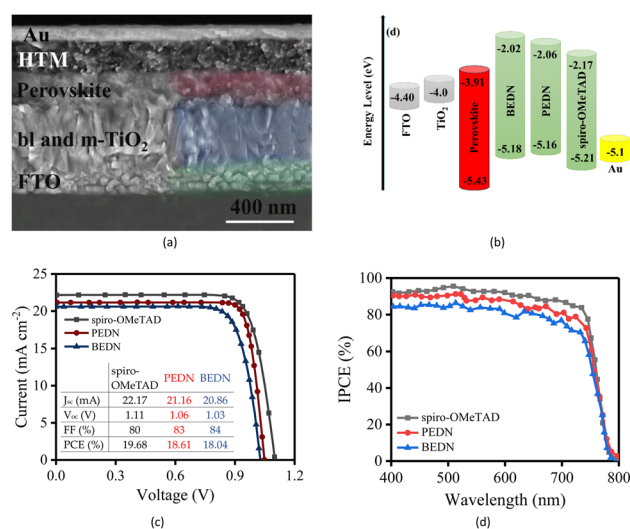 Au
HTM
Perovskite
bl and m-TiO₂
FTO
400 nm
(a)
(d)
Energy Level (eV)
-4.40
FTO
-4.0
TiO₂
-3.91
Perovskite
-5.43
-2.02
BEDN
-5.18
-2.06
PEDN
-5.16
-2.17
spiro-OMeTAD
-5.21
-5.1
Au
(b)
Current (mA cm⁻²)
25
20
15
10
5
0
0.0 0.3 0.6 0.9 1.2
Voltage (V)
spiro-OMeTAD
PEDN
BEDN
spiro-OMeTAD PEDN BEDN
Jsc (mA) 22.17 21.16 20.86
Voc (V) 1.11 1.06 1.03
FF (%) 80 83 84
PCE (%) 19.68 18.61 18.04
(c)
IPCE (%)
100
80
60
40
20
0
400 500 600 700 800
Wavelength (nm)
spiro-OMeTAD
PEDN
BEDN
(d)